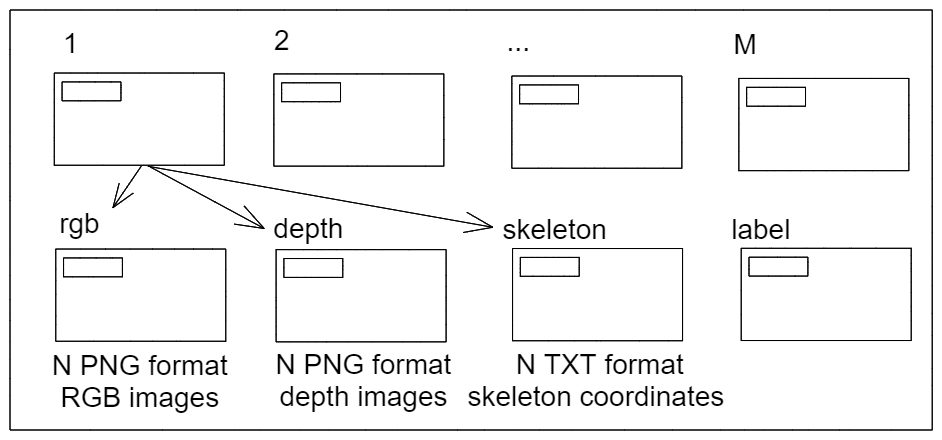 1
2
...
M
rgb
depth
skeleton
label
N PNG format
RGB images
N PNG format
depth images
N TXT format
skeleton coordinates